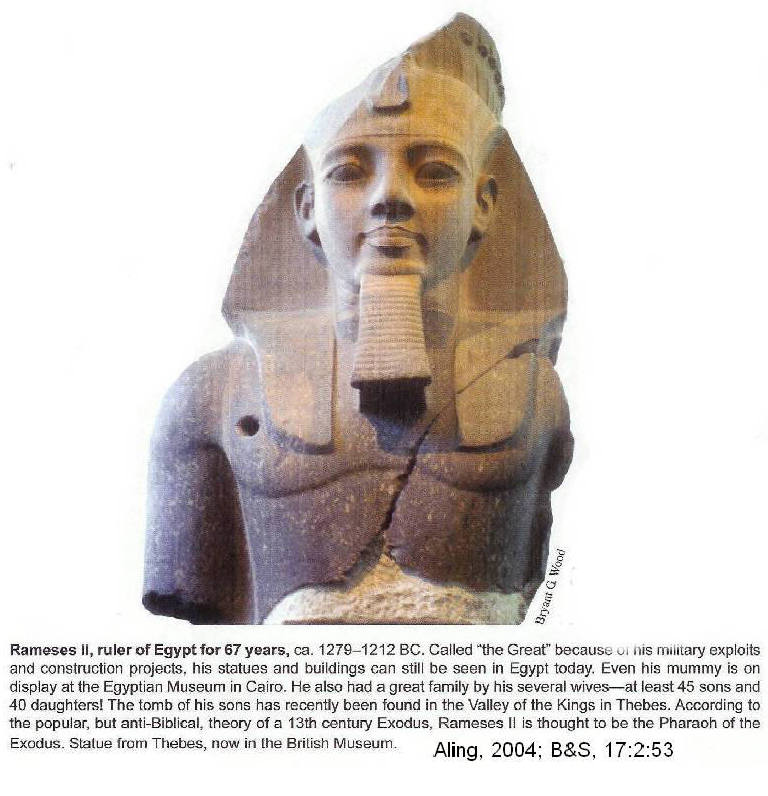 Bryant G. Wood
Rameses II, ruler of Egypt for 67 years, ca. 1279–1212 BC. Called “the Great” because of his military exploits
and construction projects, his statues and buildings can still be seen in Egypt today. Even his mummy is on
display at the Egyptian Museum in Cairo. He also had a great family by his several wives—at least 45 sons and
40 daughters! The tomb of his sons has recently been found in the Valley of the Kings in Thebes. According to
the popular, but anti-Biblical, theory of a 13th century Exodus, Rameses II is thought to be the Pharaoh of the
Exodus. Statue from Thebes, now in the British Museum.
Aling, 2004; B&S, 17:2:53